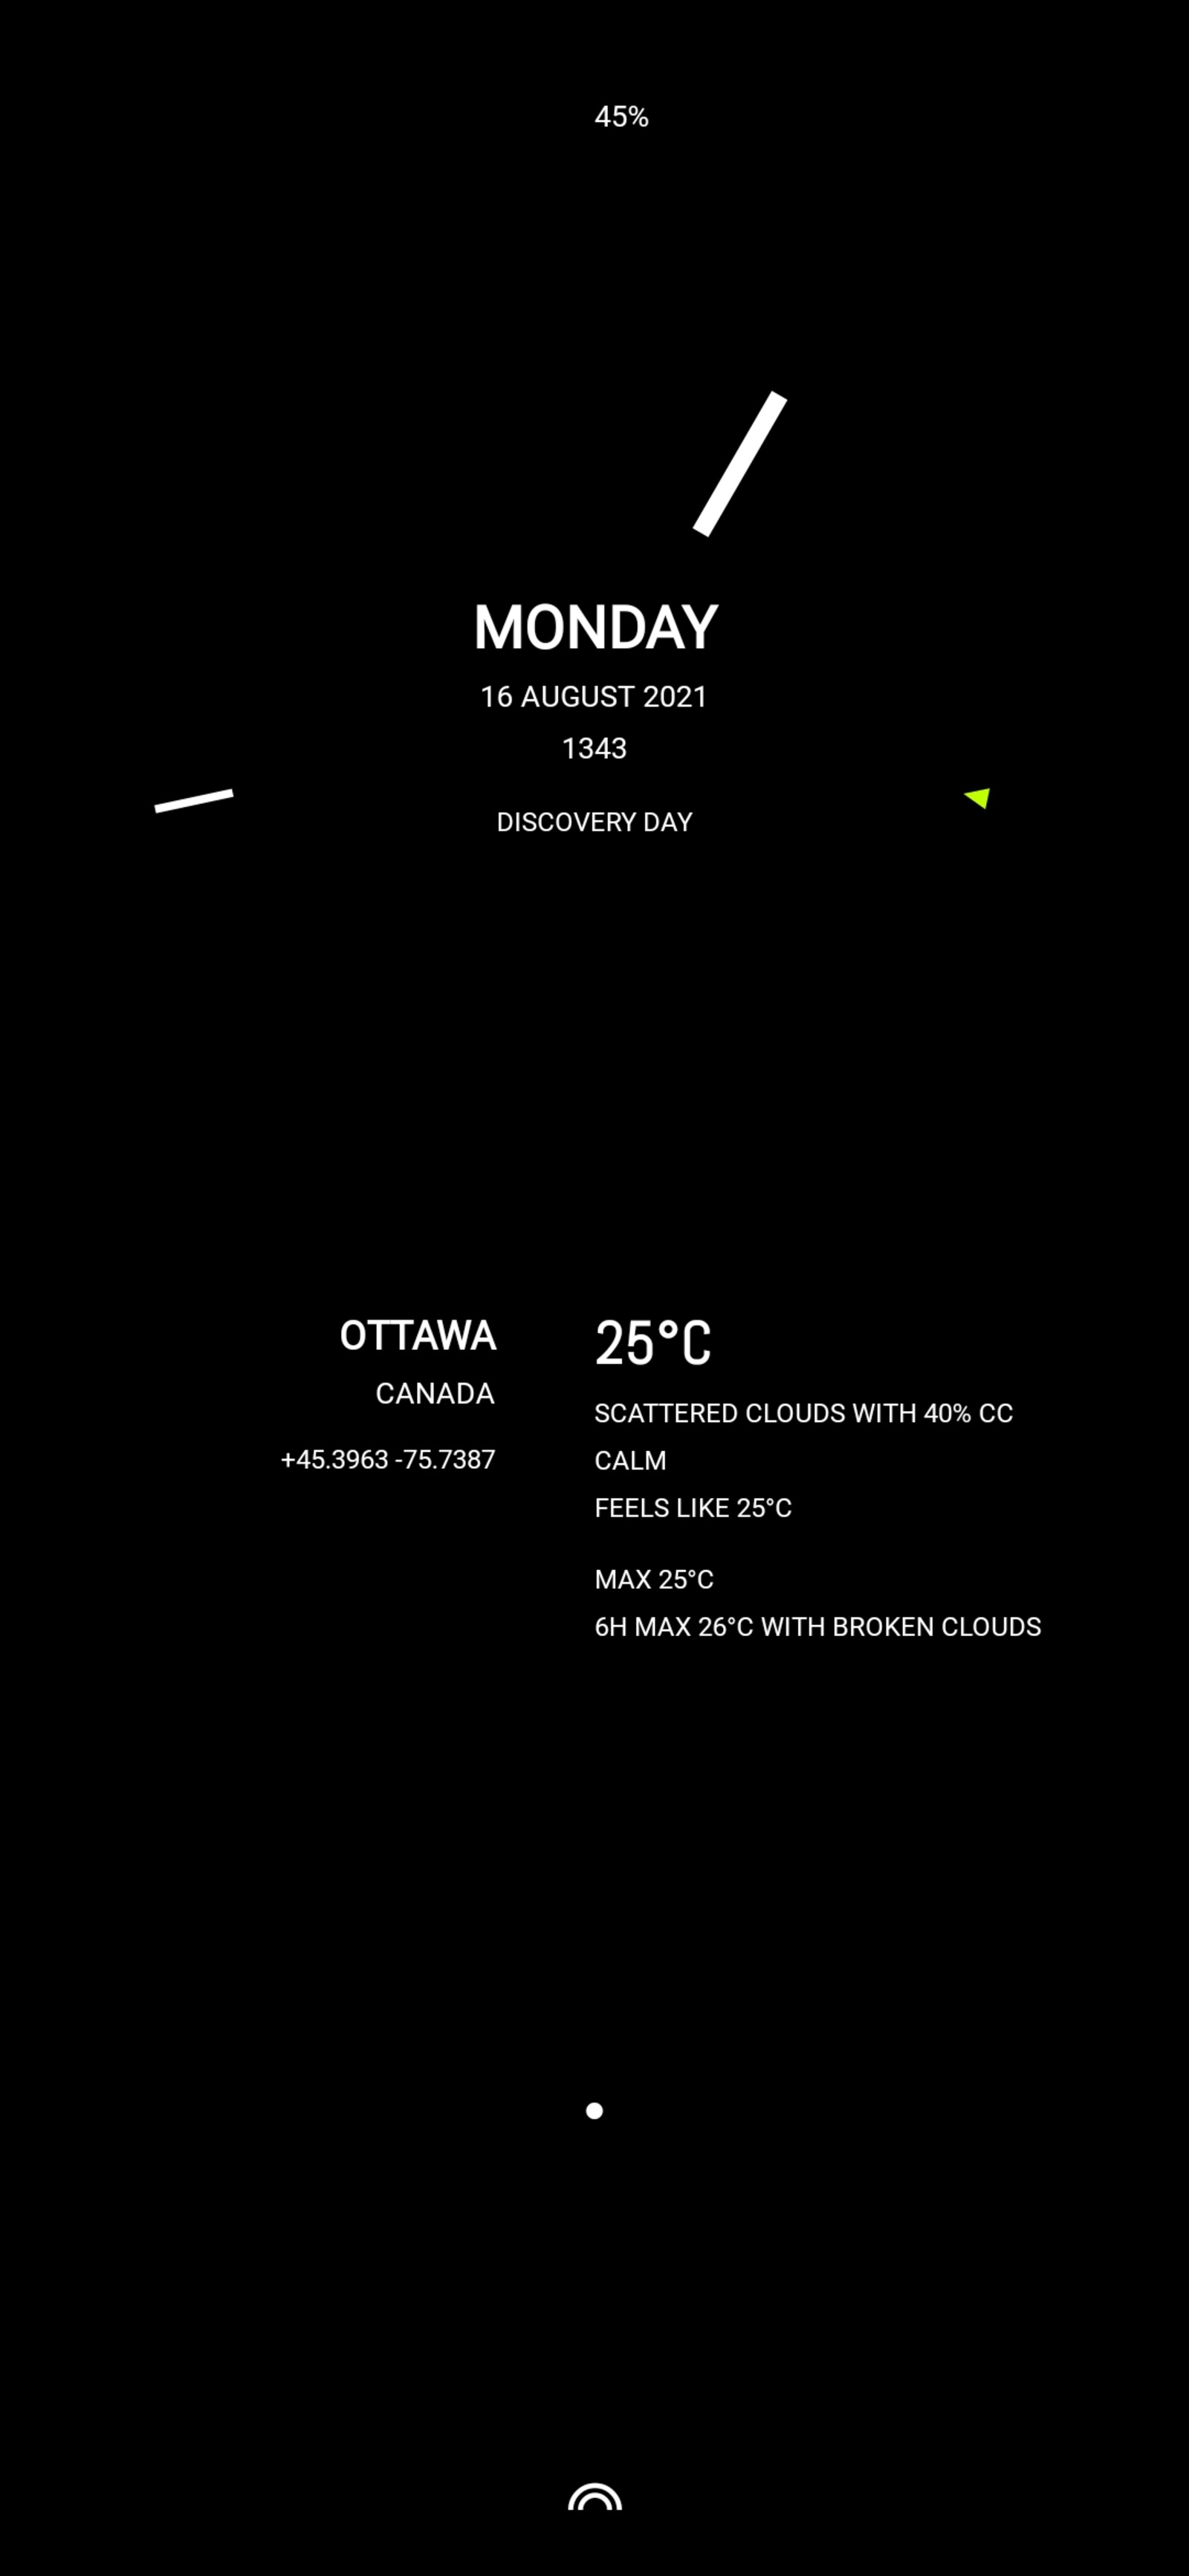 45%
MONDAY
16 AUGUST 2021
1343
DISCOVERY DAY
OTTAWA
CANADA
+45.3963 -75.7387
25°C
SCATTERED CLOUDS WITH 40% CC
CALM
FEELS LIKE 25°C
MAX 25°C
6H MAX 26°C WITH BROKEN CLOUDS